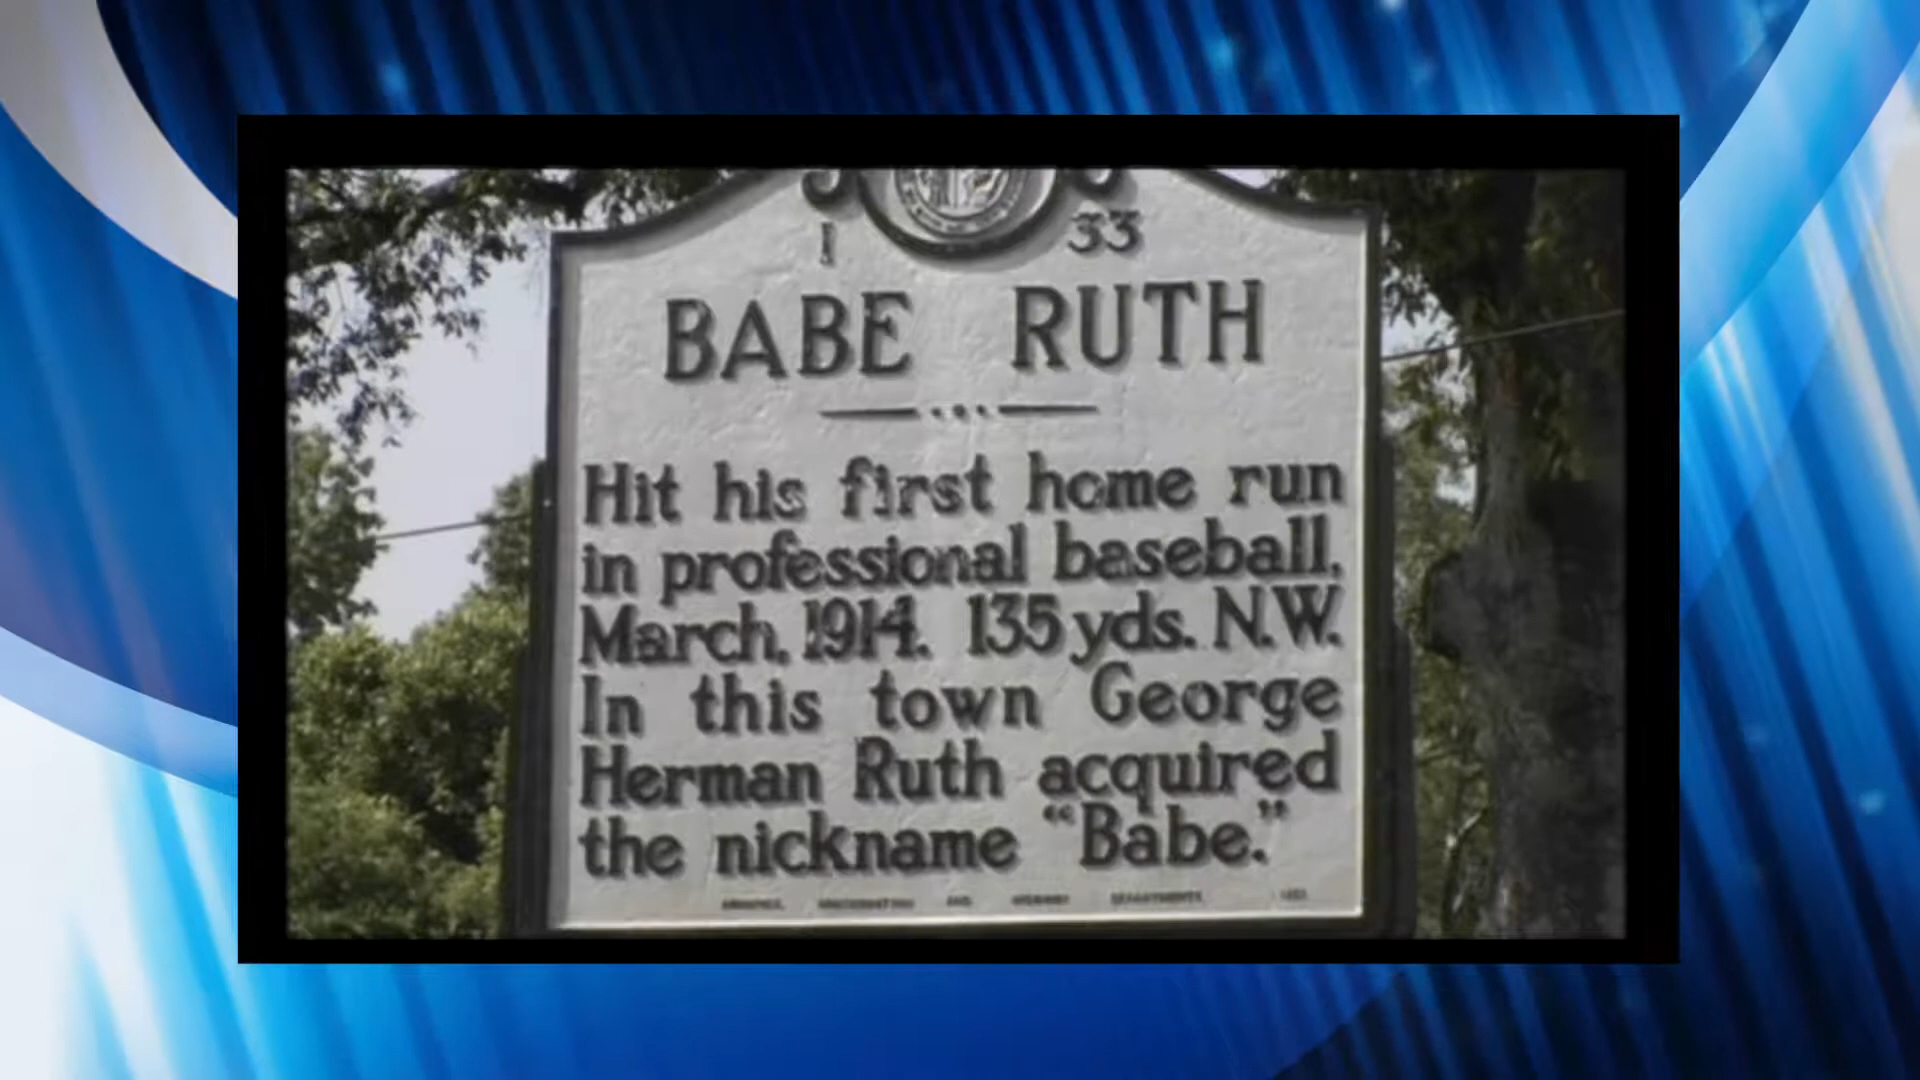 I 33
BABE RUTH
Hit his first home run
in professional baseball,
March, 1914. 135 yds. N.W.
In this town George
Herman Ruth acquired
the nickname "Babe."